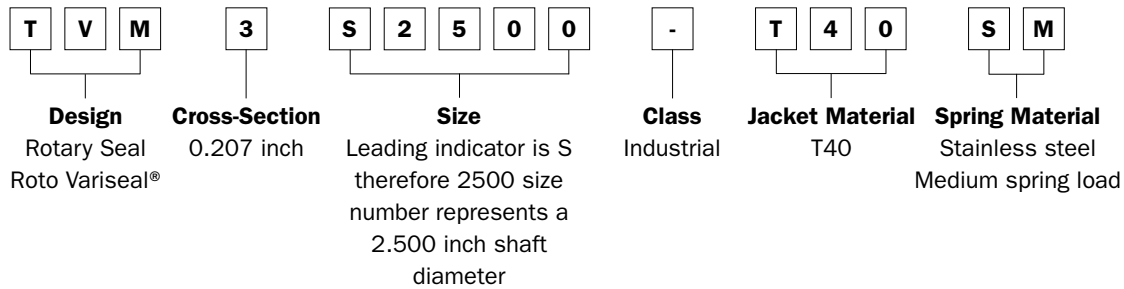 T V M 3 S 2 5 0 0 - T 4 0 S M
Design Cross-Section Size Class Jacket Material Spring Material
Rotary Seal 0.207 inch Leading indicator is S Industrial T40 Stainless steel
Roto Variseal® therefore 2500 size Medium spring load
number represents a
2.500 inch shaft
diameter